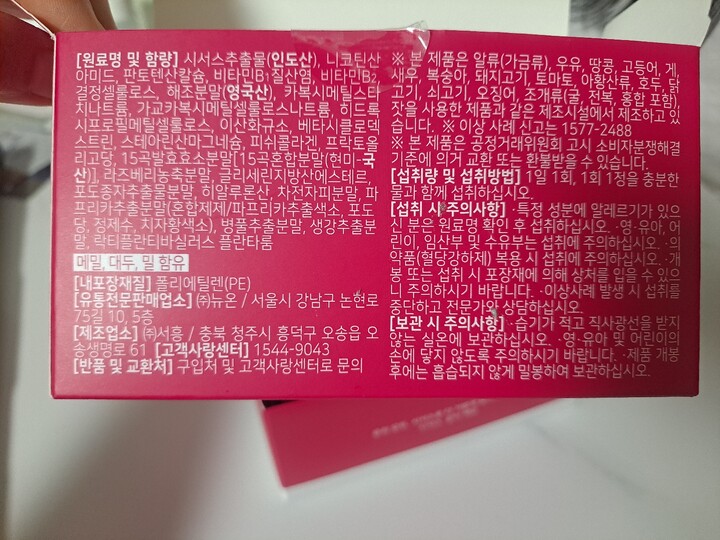 [원료명 및 함량] 시서스추출물(인도산), 니코틴산
아미드, 판토텐산칼슘, 비타민B₁질산염, 비타민B₂,
결정셀룰로스, 해조분말(영국산), 카복시메틸스타
치나트륨, 가교카복시메틸셀룰로스나트륨, 히드록
시프로필메틸셀룰로스, 이산화규소, 베타시클로덱
스트린, 스테아린산마그네슘, 피쉬콜라겐, 프락토올
리고당, 15곡발효효소분말[15곡혼합분말(현미-국
산)], 라즈베리농축분말, 글리세린지방산에스테르,
포도종자추출물분말, 히알루론산, 차전자피분말, 파
프리카추출분말(혼합제제/파프리카추출색소, 포도
당, 정제수, 치자황색소), 병풀추출분말, 생강추출분
말, 락티플란티바실러스 플란타룸
메밀, 대두, 밀 함유
[내포장재질] 폴리에틸렌(PE)
[유통전문판매업소] ㈜뉴온 / 서울시 강남구 논현로
75길 10, 5층
[제조업소] ㈜서흥 / 충북 청주시 흥덕구 오송읍 오
송생명로 61 [고객사랑센터] 1544-9043
[반품 및 교환처] 구입처 및 고객사랑센터로 문의
※ 본 제품은 알류(가금류), 우유, 땅콩, 고등어, 게,
새우, 복숭아, 돼지고기, 토마토, 아황산류, 호두, 닭
고기, 쇠고기, 오징어, 조개류(굴, 전복, 홍합 포함),
잣을 사용한 제품과 같은 제조시설에서 제조하고 있
습니다. ※ 이상 사례 신고는 1577-2488
※ 본 제품은 공정거래위원회 고시 소비자분쟁해결
기준에 의거 교환 또는 환불받을 수 있습니다.
[섭취량 및 섭취방법] 1일 1회, 1회 1정을 충분한
물과 함께 섭취하십시오.
[섭취 시 주의사항] ·특정 성분에 알레르기가 있으
신 분은 원료명 확인 후 섭취하십시오. ·영·유아, 어
린이, 임산부 및 수유부는 섭취에 주의하십시오. ·의
약품(혈당강하제) 복용 시 섭취에 주의하십시오. ·개
봉 또는 섭취 시 포장재에 의해 상처를 입을 수 있으
니 주의하시기 바랍니다. ·이상사례 발생 시 섭취를
중단하고 전문가와 상담하십시오.
[보관 시 주의사항] ·습기가 적고 직사광선을 받지
않는 실온에 보관하십시오. ·영·유아 및 어린이의
손에 닿지 않도록 주의하시기 바랍니다. ·제품 개봉
후에는 흡습되지 않게 밀봉하여 보관하십시오.